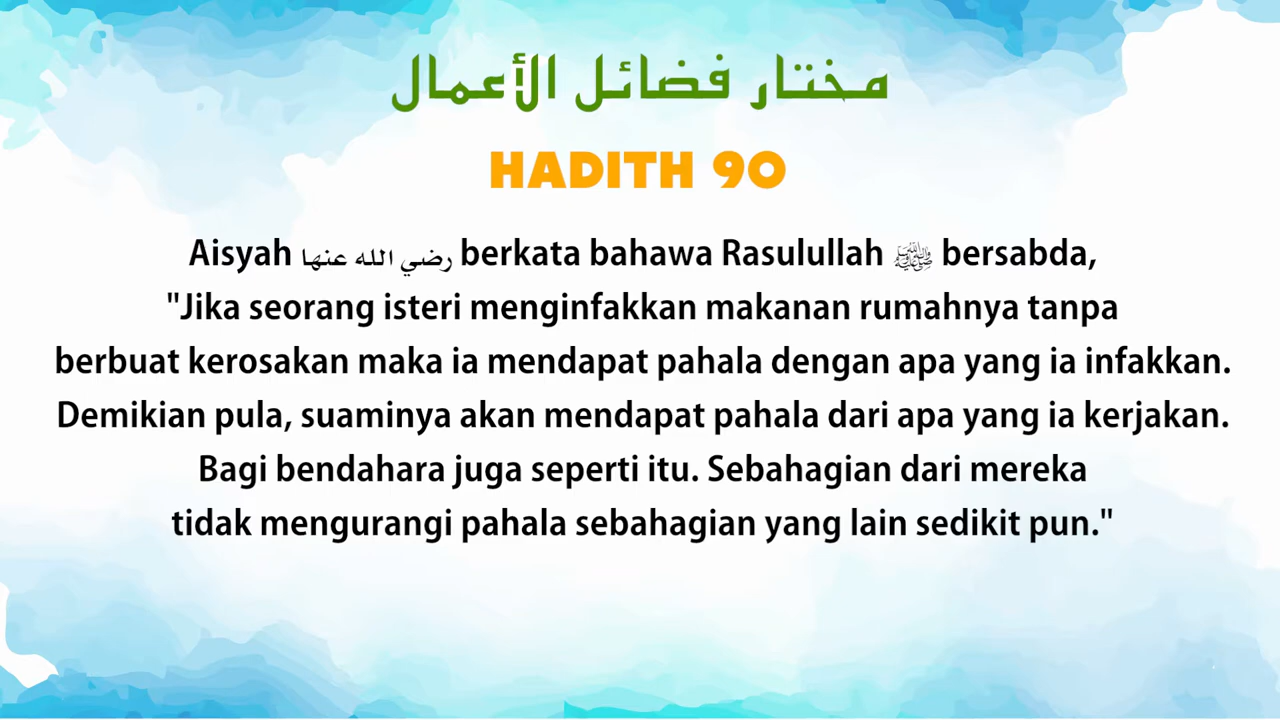 مختار فضائل الأعمال
HADITH 90
Aisyah رضي الله عنها berkata bahawa Rasulullah ﷺ bersabda,
"Jika seorang isteri menginfakkan makanan rumahnya tanpa
berbuat kerosakan maka ia mendapat pahala dengan apa yang ia infakkan.
Demikian pula, suaminya akan mendapat pahala dari apa yang ia kerjakan.
Bagi bendahara juga seperti itu. Sebahagian dari mereka
tidak mengurangi pahala sebahagian yang lain sedikit pun."